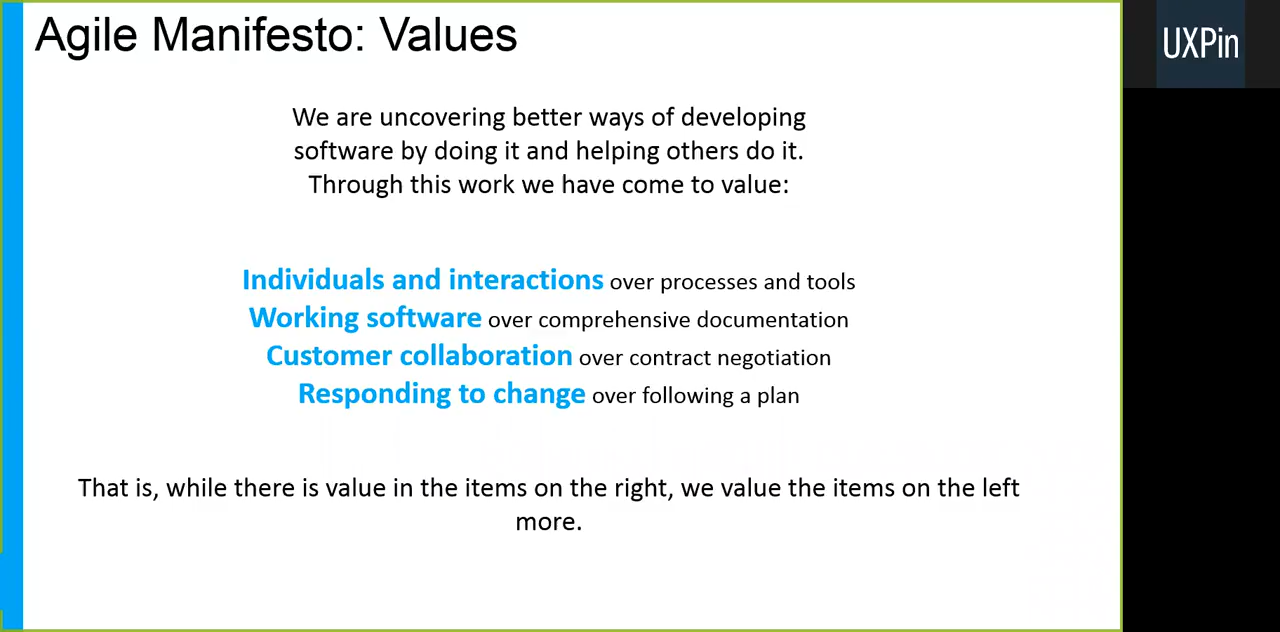 Agile Manifesto: Values
UXPin
We are uncovering better ways of developing
software by doing it and helping others do it.
Through this work we have come to value:
Individuals and interactions over processes and tools
Working software over comprehensive documentation
Customer collaboration over contract negotiation
Responding to change over following a plan
That is, while there is value in the items on the right, we value the items on the left
more.